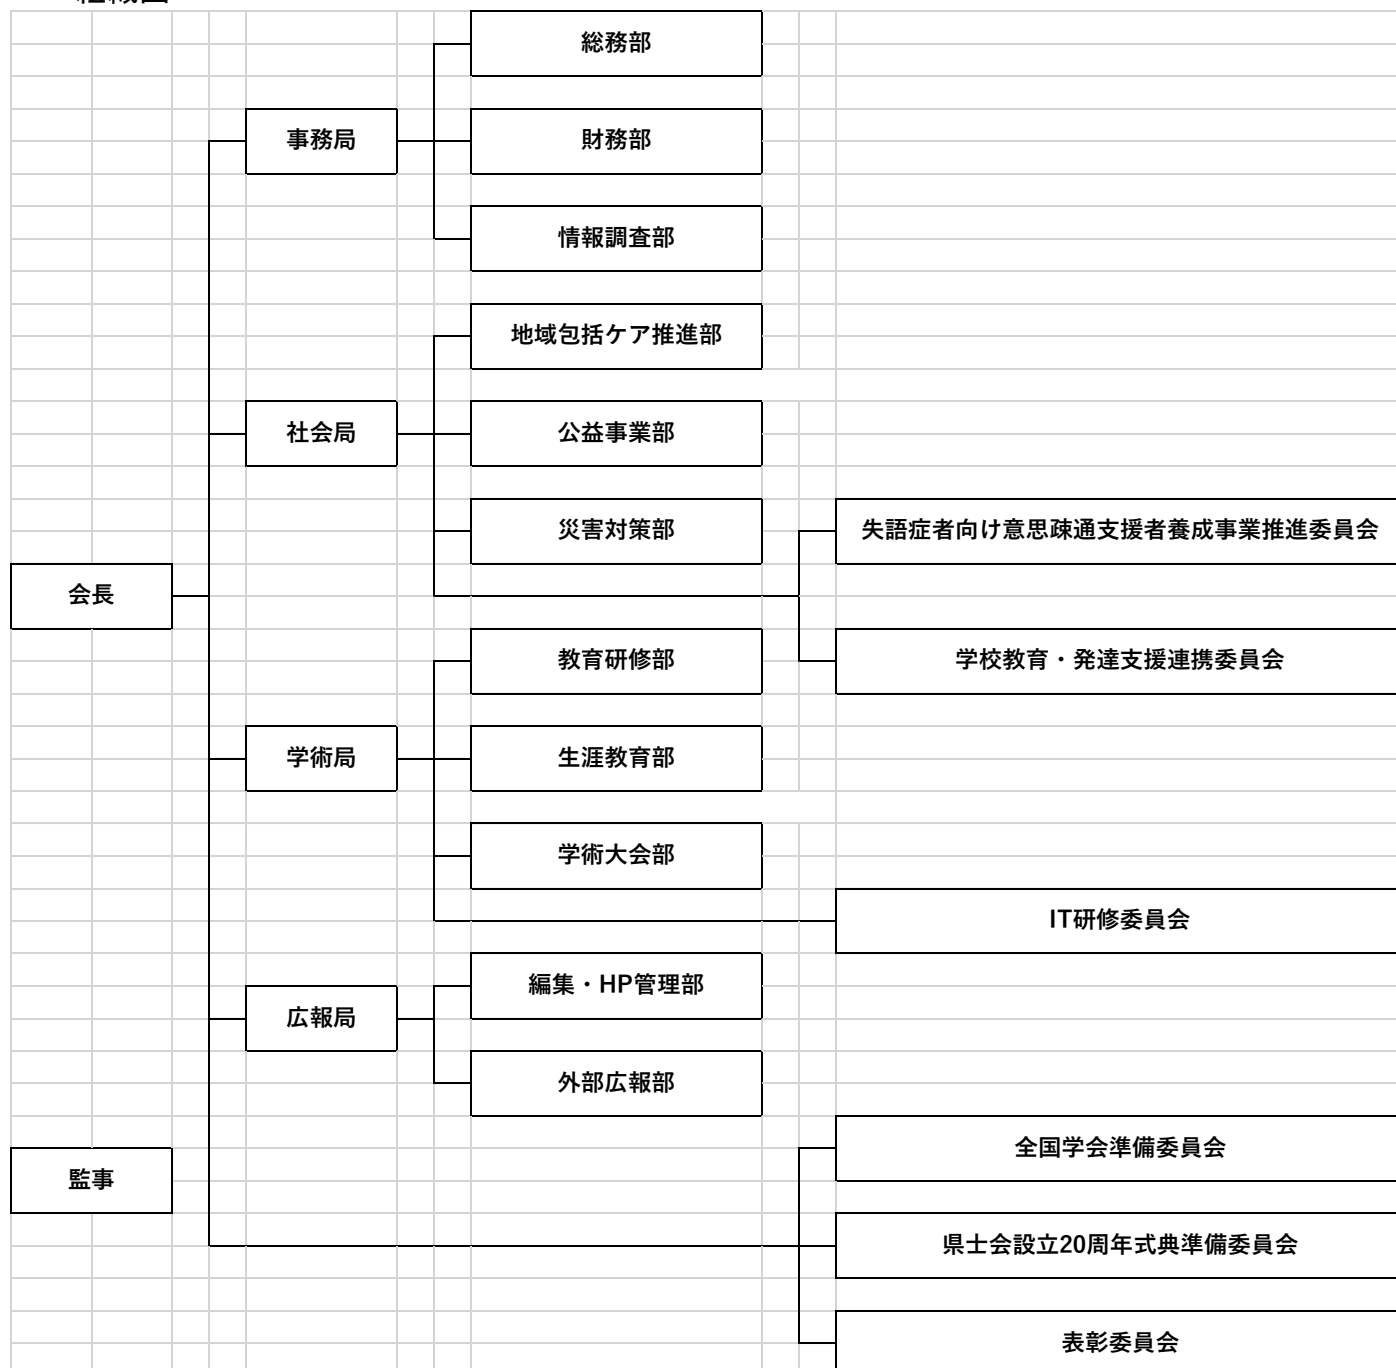 総務部
事務局
財務部
情報調査部
地域包括ケア推進部
社会局
公益事業部
災害対策部
失語症者向け意思疎通支援者養成事業推進委員会
会長
教育研修部
学校教育・発達支援連携委員会
学術局
生涯教育部
学術大会部
IT研修委員会
編集・HP管理部
広報局
外部広報部
全国学会準備委員会
監事
県士会設立20周年式典準備委員会
表彰委員会